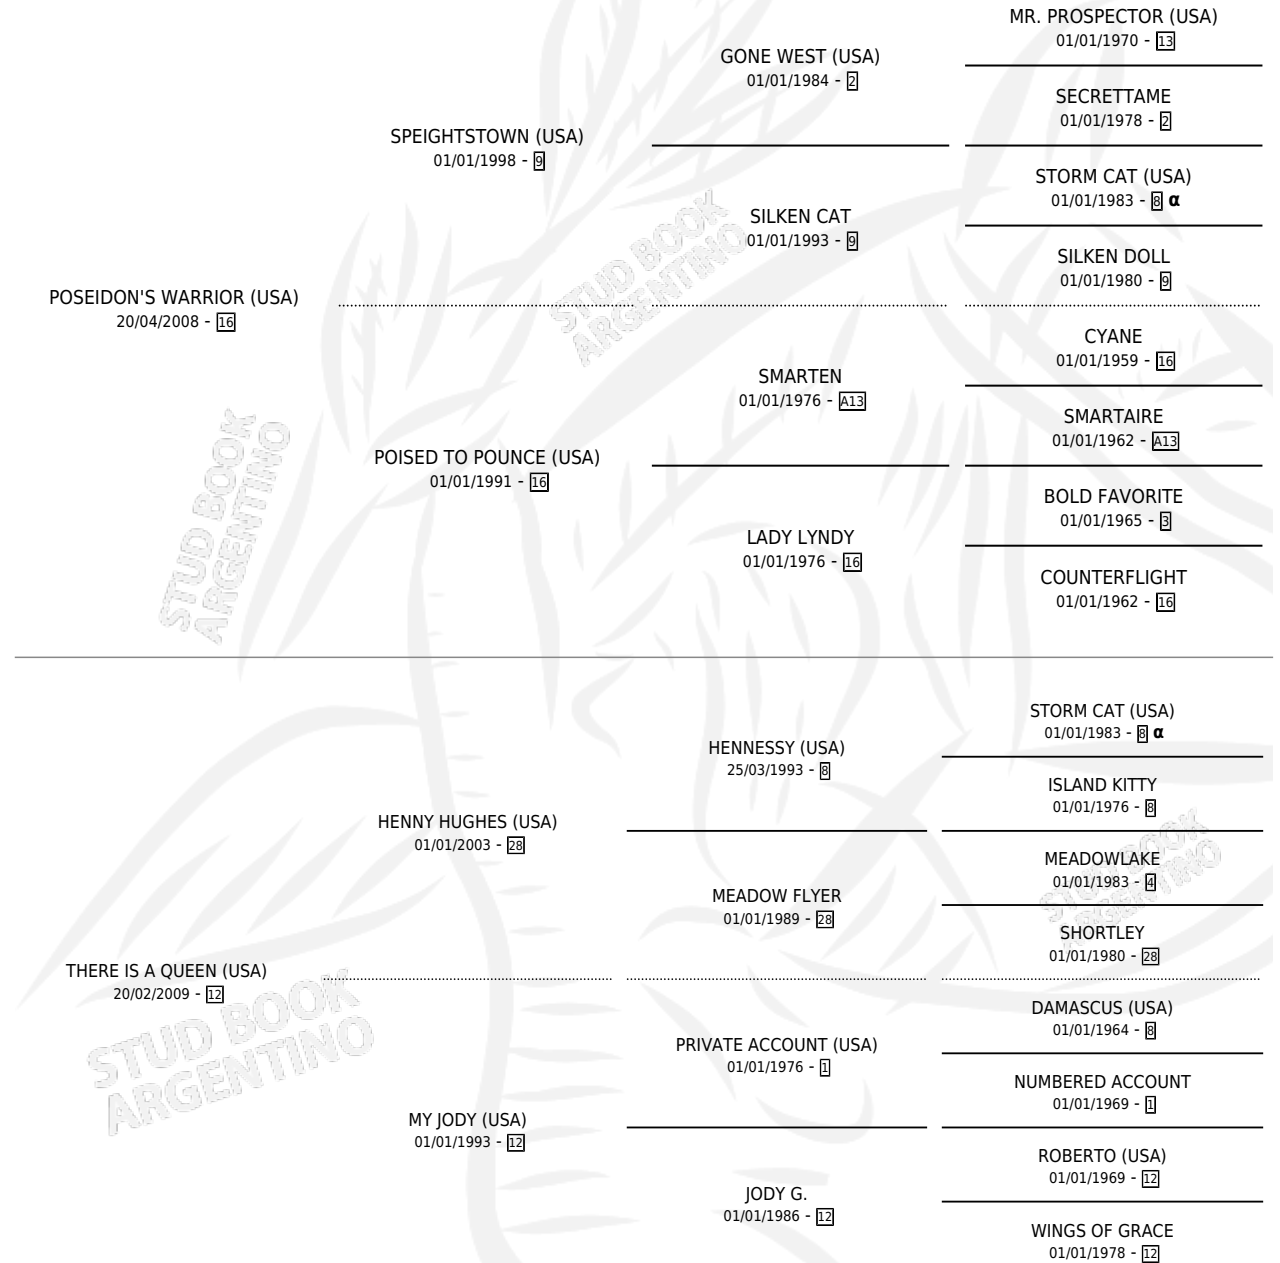 MR. PROSPECTOR (USA)
01/01/1970 - 13
GONE WEST (USA)
01/01/1984 - 2
SECRETTAME
01/01/1978 - 2
SPEIGHTSTOWN (USA)
01/01/1998 - 9
STORM CAT (USA)
01/01/1983 - 8 α
SILKEN CAT
01/01/1993 - 9
SILKEN DOLL
01/01/1980 - 9
POSEIDON'S WARRIOR (USA)
20/04/2008 - 16
CYANE
01/01/1959 - 16
SMARTEN
01/01/1976 - A13
SMARTAIRE
01/01/1962 - A13
POISED TO POUNCE (USA)
01/01/1991 - 16
BOLD FAVORITE
01/01/1965 - 3
LADY LYNDY
01/01/1976 - 16
COUNTERFLIGHT
01/01/1962 - 16
STORM CAT (USA)
01/01/1983 - 8 α
HENNESSY (USA)
25/03/1993 - 8
ISLAND KITTY
01/01/1976 - 8
HENNY HUGHES (USA)
01/01/2003 - 28
MEADOWLAKE
01/01/1983 - 4
MEADOW FLYER
01/01/1989 - 28
SHORTLEY
01/01/1980 - 28
THERE IS A QUEEN (USA)
20/02/2009 - 12
DAMASCUS (USA)
01/01/1964 - 8
PRIVATE ACCOUNT (USA)
01/01/1976 - 1
NUMBERED ACCOUNT
01/01/1969 - 1
MY JODY (USA)
01/01/1993 - 12
ROBERTO (USA)
01/01/1969 - 12
JODY G.
01/01/1986 - 12
WINGS OF GRACE
01/01/1978 - 12
STUD BOOK
ARGENTINO
STUD BOOK
ARGENTINO
STUD BOOK
ARGENTINO
STUD BOOK
ARGENTINO